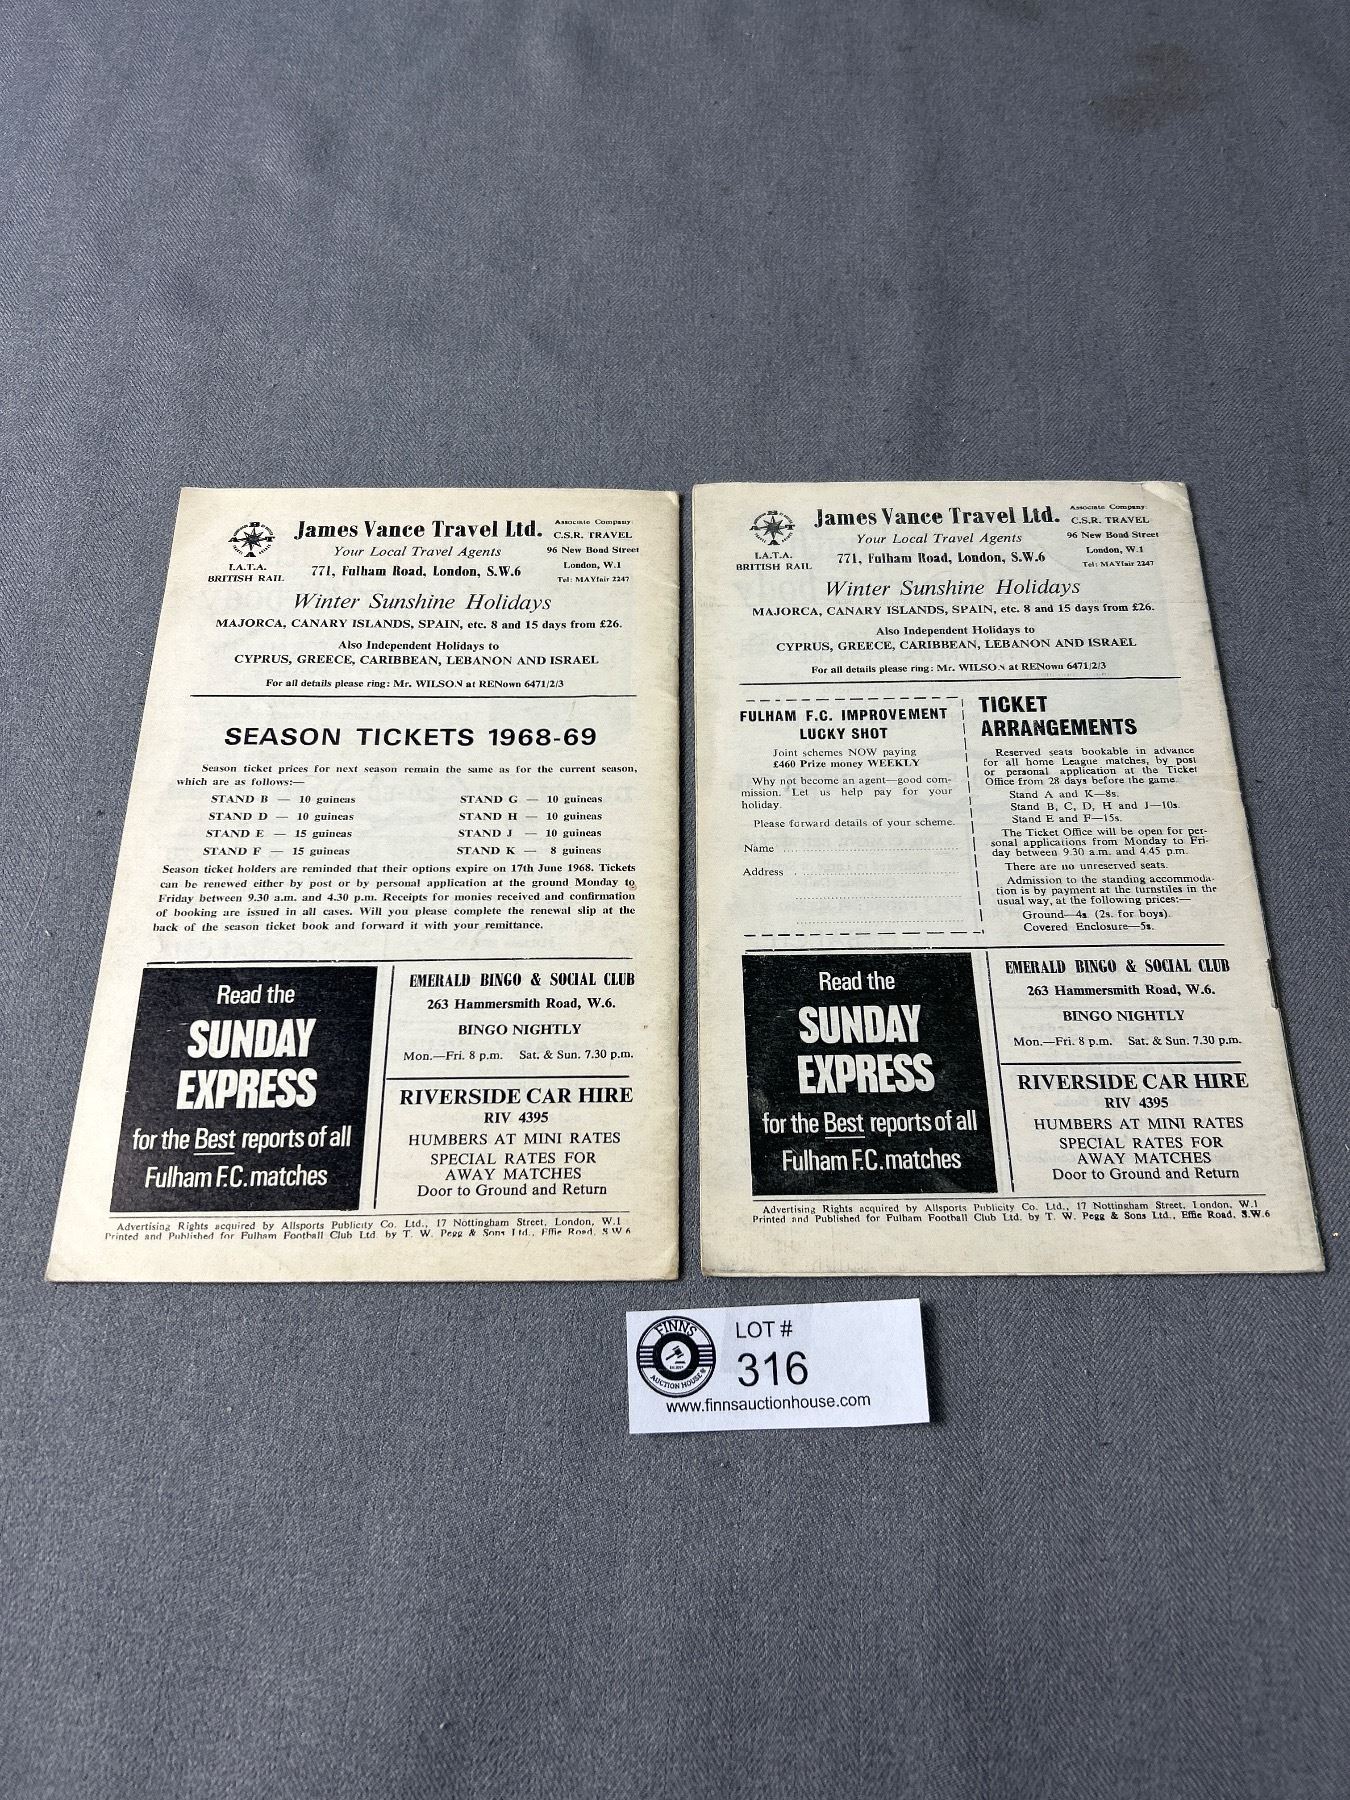 James Vance Travel Ltd.
Your Local Travel Agents
771, Fulham Road, London, S.W.6
I.A.T.A.
BRITISH RAIL
Associate Company:
C.S.R. TRAVEL
96 New Bond Street
London, W.1
Tel: MAYfair 2247
Winter Sunshine Holidays
MAJORCA, CANARY ISLANDS, SPAIN, etc. 8 and 15 days from £26.
Also Independent Holidays to
CYPRUS, GREECE, CARIBBEAN, LEBANON AND ISRAEL
For all details please ring: Mr. WILSON at RENown 6471/2/3
SEASON TICKETS 1968-69
Season ticket prices for next season remain the same as for the current season,
which are as follows:—
STAND B — 10 guineas
STAND D — 10 guineas
STAND E — 15 guineas
STAND F — 15 guineas
STAND G — 10 guineas
STAND H — 10 guineas
STAND J — 10 guineas
STAND K — 8 guineas
Season ticket holders are reminded that their options expire on 17th June 1968. Tickets
can be renewed either by post or by personal application at the ground Monday to
Friday between 9.30 a.m. and 4.30 p.m. Receipts for monies received and confirmation
of booking are issued in all cases. Will you please complete the renewal slip at the
back of the season ticket book and forward it with your remittance.
Read the
SUNDAY
EXPRESS
for the Best reports of all
Fulham F.C. matches
EMERALD BINGO & SOCIAL CLUB
263 Hammersmith Road, W.6.
BINGO NIGHTLY
Mon.—Fri. 8 p.m. Sat. & Sun. 7.30 p.m.
RIVERSIDE CAR HIRE
RIV 4395
HUMBERS AT MINI RATES
SPECIAL RATES FOR
AWAY MATCHES
Door to Ground and Return
Advertising Rights acquired by Allsports Publicity Co. Ltd., 17 Nottingham Street, London, W.1
Printed and Published for Fulham Football Club Ltd. by T. W. Pegg & Sons Ltd., Effie Road, S.W.6
James Vance Travel Ltd.
Your Local Travel Agents
771, Fulham Road, London, S.W.6
I.A.T.A.
BRITISH RAIL
Associate Company:
C.S.R. TRAVEL
96 New Bond Street
London, W.1
Tel: MAYfair 2247
Winter Sunshine Holidays
MAJORCA, CANARY ISLANDS, SPAIN, etc. 8 and 15 days from £26.
Also Independent Holidays to
CYPRUS, GREECE, CARIBBEAN, LEBANON AND ISRAEL
For all details please ring: Mr. WILSON at RENown 6471/2/3
FULHAM F.C. IMPROVEMENT
LUCKY SHOT
Joint schemes NOW paying
£460 Prize money WEEKLY
Why not become an agent—good com-
mission. Let us help pay for your
holiday.
Please forward details of your scheme.
Name
Address
TICKET
ARRANGEMENTS
Reserved seats bookable in advance
for all home League matches, by post
or personal application at the Ticket
Office from 28 days before the game.
Stand A and K—8s.
Stand B, C, D, H and J—10s.
Stand E and F—15s.
The Ticket Office will be open for per-
sonal applications from Monday to Fri-
day between 9.30 a.m. and 4.45 p.m.
There are no unreserved seats.
Admission to the standing accommoda-
tion is by payment at the turnstiles in the
usual way, at the following prices:—
Ground—4s (2s. for boys).
Covered Enclosure—5s.
Read the
SUNDAY
EXPRESS
for the Best reports of all
Fulham F.C. matches
EMERALD BINGO & SOCIAL CLUB
263 Hammersmith Road, W.6.
BINGO NIGHTLY
Mon.—Fri. 8 p.m. Sat. & Sun. 7.30 p.m.
RIVERSIDE CAR HIRE
RIV 4395
HUMBERS AT MINI RATES
SPECIAL RATES FOR
AWAY MATCHES
Door to Ground and Return
Advertising Rights acquired by Allsports Publicity Co. Ltd., 17 Nottingham Street, London, W.1
Printed and Published for Fulham Football Club Ltd. by T. W. Pegg & Sons Ltd., Effie Road, S.W.6
FINNS
AUCTION HOUSE
LOT #
316
www.finnsauctionhouse.com